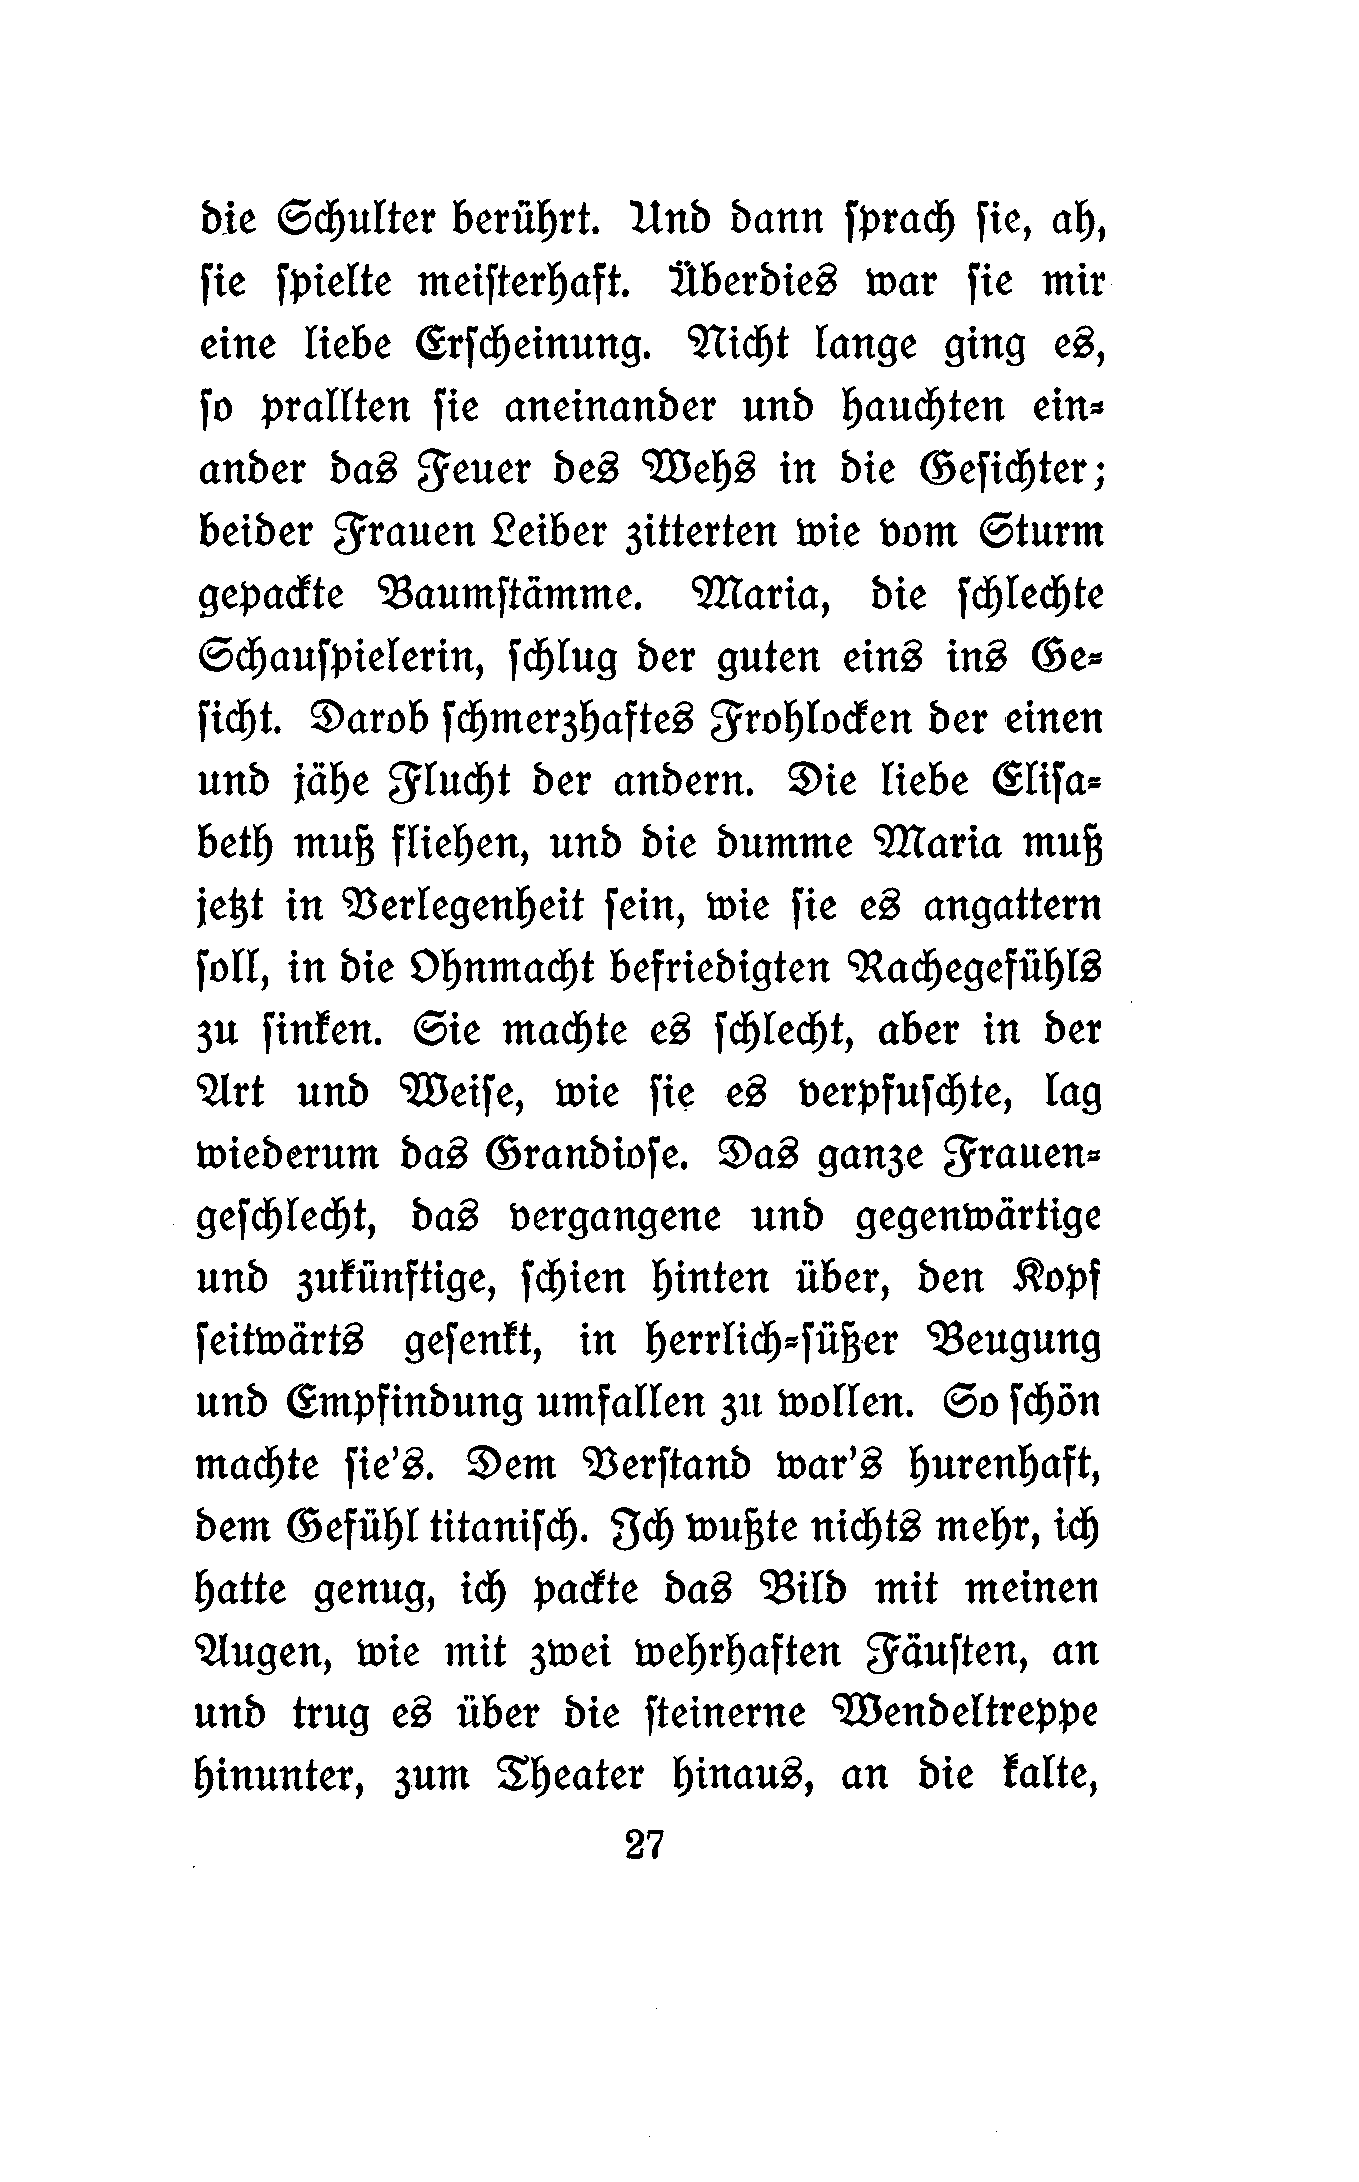 die Schulter berührt. Und dann ſprach ſie, ah,
ſie ſpielte meiſterhaft. Überdies war ſie mir
eine liebe Erſcheinung. Nicht lange ging es,
ſo prallten ſie aneinander und hauchten ein⸗
ander das Feuer des Wehs in die Geſichter;
beider Frauen Leiber zitterten wie vom Sturm
gepackte Baumſtämme. Maria, die ſchlechte
Schauſpielerin, ſchlug der guten eins ins Ge⸗
ſicht. Darob ſchmerzhaftes Frohlocken der einen
und jähe Flucht der andern. Die liebe Eliſa⸗
beth muß fliehen, und die dumme Maria muß
jetzt in Verlegenheit ſein, wie ſie es angattern
ſoll, in die Ohnmacht befriedigten Rachegefühls
zu ſinken. Sie machte es ſchlecht, aber in der
Art und Weiſe, wie ſie es verpfuſchte, lag
wiederum das Grandioſe. Das ganze Frauen⸗
geſchlecht, das vergangene und gegenwärtige
und zukünftige, ſchien hinten über, den Kopf
ſeitwärts geſenkt, in herrlich⸗ſüßer Beugung
und Empfindung umfallen zu wollen. So ſchön
machte ſie's. Dem Verſtand war's hurenhaft,
dem Gefühl titaniſch. Ich wußte nichts mehr, ich
hatte genug, ich packte das Bild mit meinen
Augen, wie mit zwei wehrhaften Fäuſten, an
und trug es über die ſteinerne Wendeltreppe
hinunter, zum Theater hinaus, an die kalte,
27